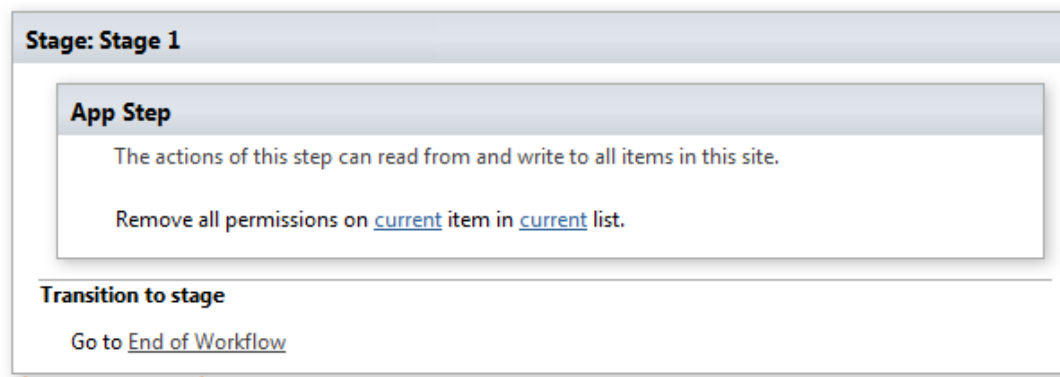 Stage: Stage 1
App Step
The actions of this step can read from and write to all items in this site.
Remove all permissions on current item in current list.
Transition to stage
Go to End of Workflow